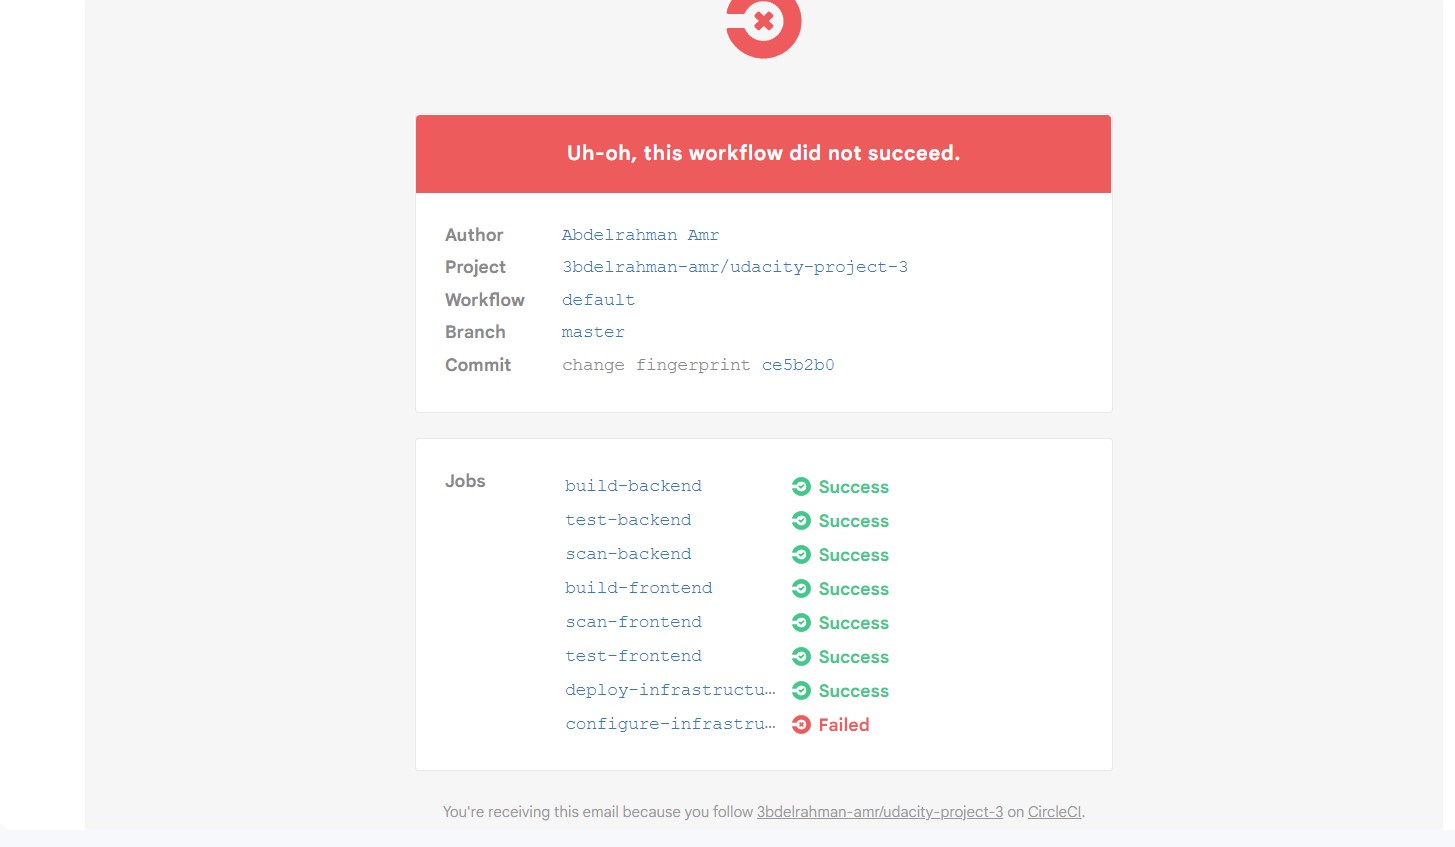 Uh-oh, this workflow did not succeed.
Author Abdelrahman Amr
Project 3bdelrahman-amr/udacity-project-3
Workflow default
Branch master
Commit change fingerprint ce5b2b0
Jobs build-backend Success
test-backend Success
scan-backend Success
build-frontend Success
scan-frontend Success
test-frontend Success
deploy-infrastructu… Success
configure-infrastru… Failed
You're receiving this email because you follow 3bdelrahman-amr/udacity-project-3 on CircleCI.